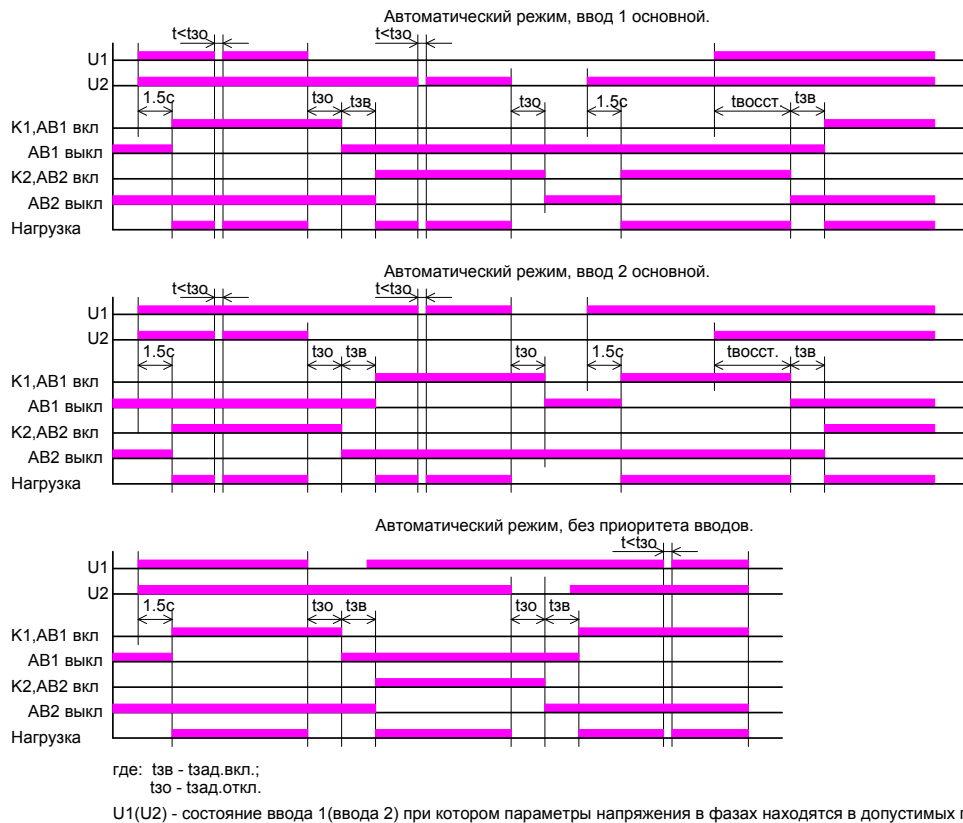 Автоматический режим, ввод 1 основной.
t<tзо t<tзо
U1
U2
1.5с tзо tзв tзо 1.5с tвосст. tзв
K1,AB1 вкл
AB1 выкл
K2,AB2 вкл
AB2 выкл
Нагрузка
Автоматический режим, ввод 2 основной.
t<tзо t<tзо
U1
U2
1.5с tзо tзв tзо 1.5с tвосст. tзв
K1,AB1 вкл
AB1 выкл
K2,AB2 вкл
AB2 выкл
Нагрузка
Автоматический режим, без приоритета вводов.
t<tзо
U1
U2
1.5с tзо tзв tзо tзв
K1,AB1 вкл
AB1 выкл
K2,AB2 вкл
AB2 выкл
Нагрузка
где: tзв - tзад.вкл.;
tзо - tзад.откл.
U1(U2) - состояние ввода 1(ввода 2) при котором параметры напряжения в фазах находятся в допустимых